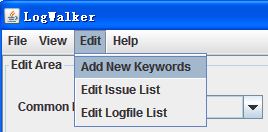 LogWalker
File View Edit Help
Edit Area
Add New Keywords
Edit Issue List
Common
Edit Logfile List